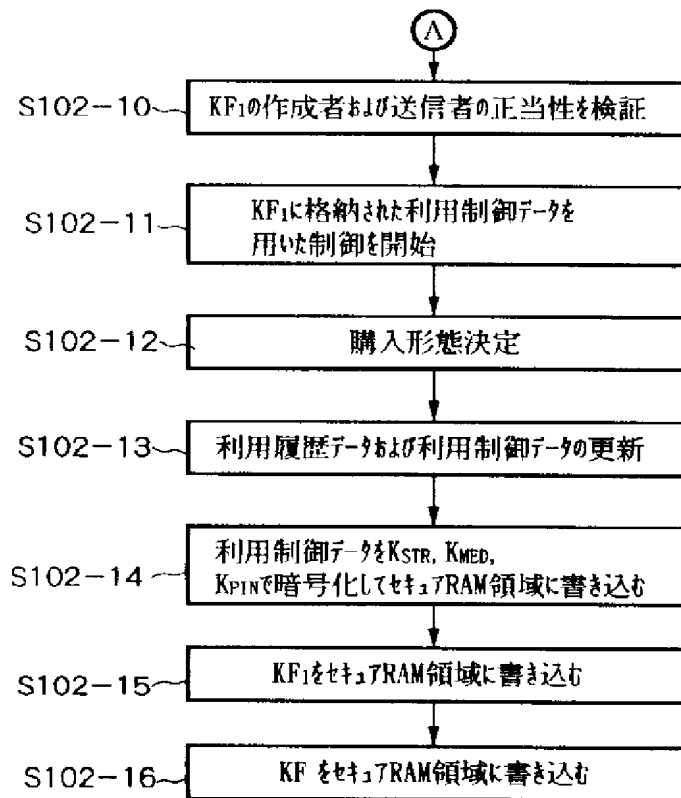 A
S102-10
KF₁の作成者および送信者の正当性を検証
S102-11
KF₁に格納された利用制御データを
用いた制御を開始
S102-12
購入形態決定
S102-13
利用履歴データおよび利用制御データの更新
S102-14
利用制御データをKSTR, KMED,
KPINで暗号化してセキュアRAM領域に書き込む
S102-15
KF₁をセキュアRAM領域に書き込む
S102-16
KF をセキュアRAM領域に書き込む